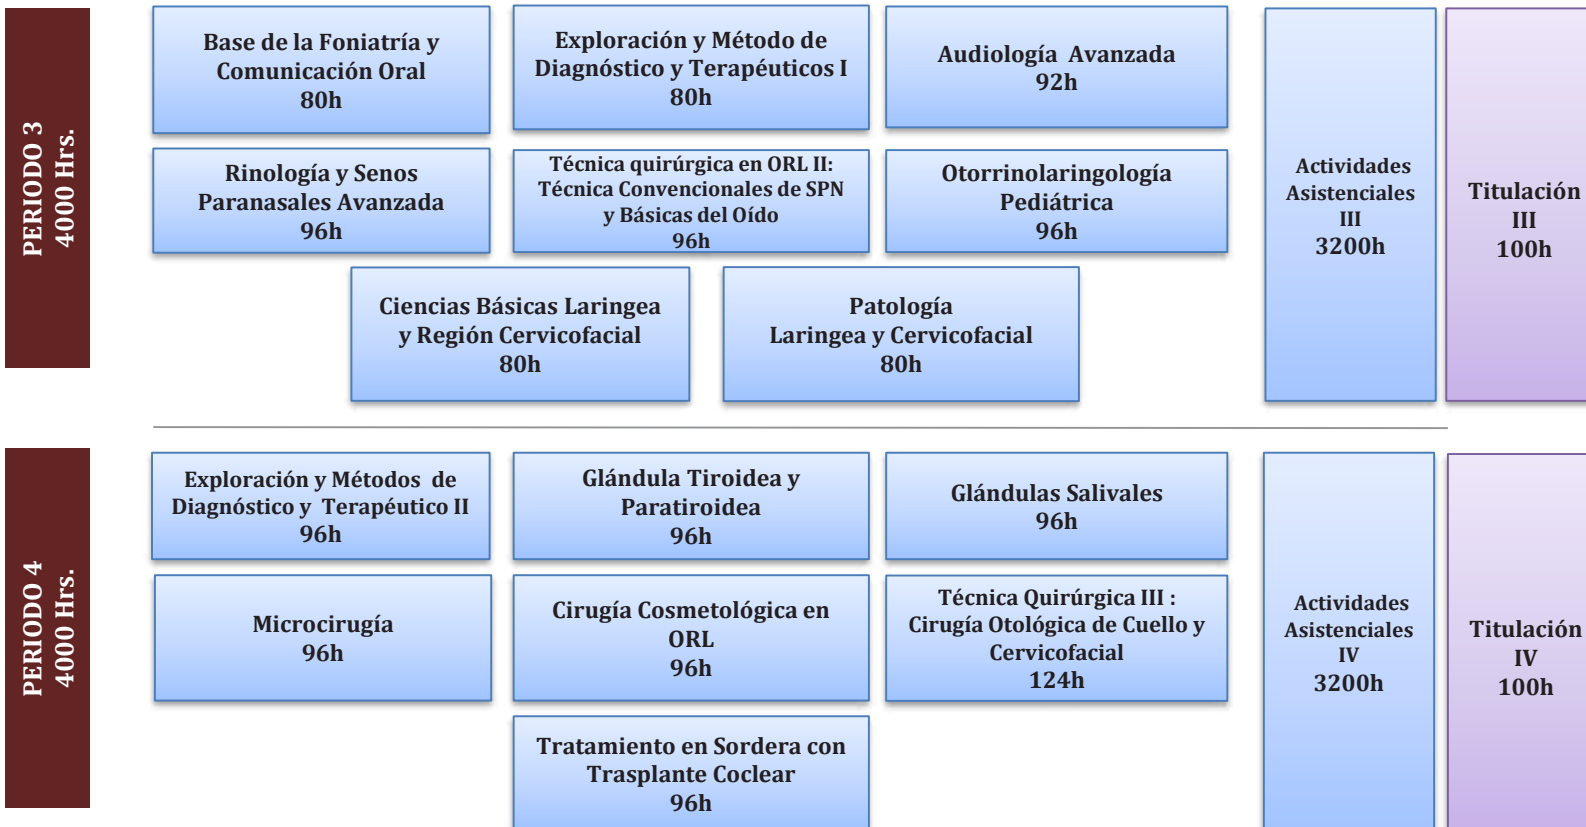 PERIODO 3
4000 Hrs.
Base de la Foniatría y
Comunicación Oral
80h
Exploración y Método de
Diagnóstico y Terapéuticos I
80h
Audiología Avanzada
92h
Rinología y Senos
Paranasales Avanzada
96h
Técnica quirúrgica en ORL II:
Técnica Convencionales de SPN
y Básicas del Oído
96h
Otorrinolaringología
Pediátrica
96h
Ciencias Básicas Laringea
y Región Cervicofacial
80h
Patología
Laringea y Cervicofacial
80h
Actividades
Asistenciales
III
3200h
Titulación
III
100h
PERIODO 4
4000 Hrs.
Exploración y Métodos de
Diagnóstico y Terapéutico II
96h
Glándula Tiroidea y
Paratiroidea
96h
Glándulas Salivales
96h
Microcirugía
96h
Cirugía Cosmetológica en
ORL
96h
Técnica Quirúrgica III :
Cirugía Otológica de Cuello y
Cervicofacial
124h
Tratamiento en Sordera con
Trasplante Coclear
96h
Actividades
Asistenciales
IV
3200h
Titulación
IV
100h